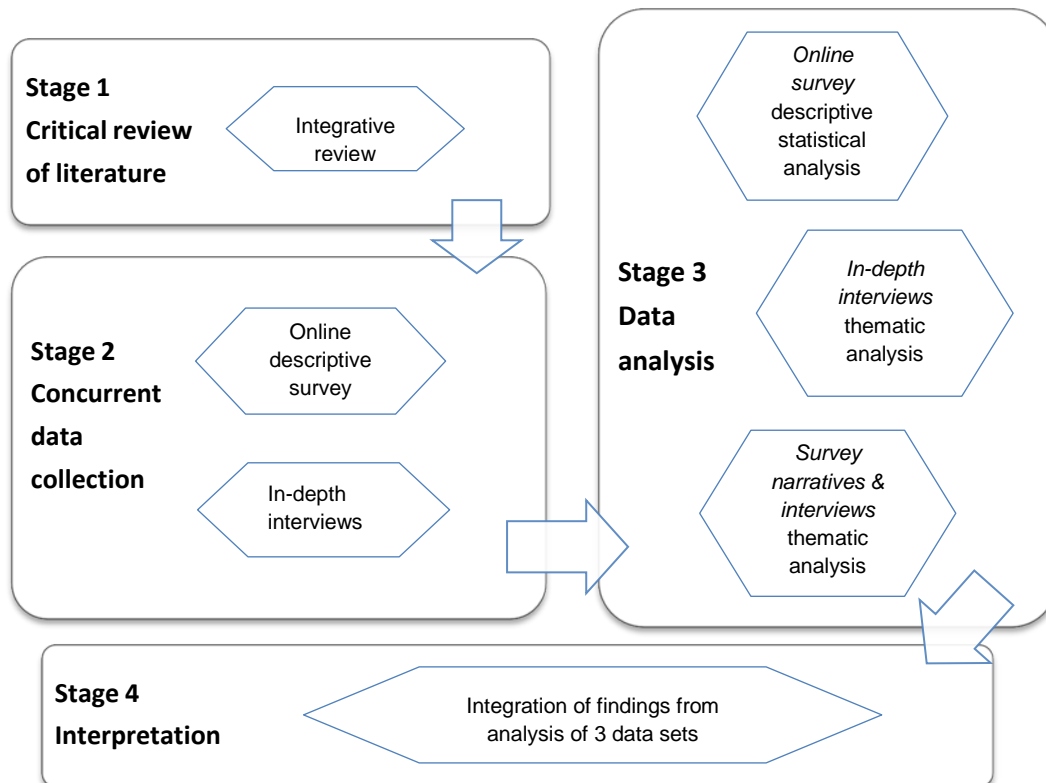 Stage 1
Critical review
of literature
Integrative
review
Stage 2
Concurrent
data
collection
Online
descriptive
survey
In-depth
interviews
Stage 3
Data
analysis
Online
survey
descriptive
statistical
analysis
In-depth
interviews
thematic
analysis
Survey
narratives &
interviews
thematic
analysis
Stage 4
Interpretation
Integration of findings from
analysis of 3 data sets